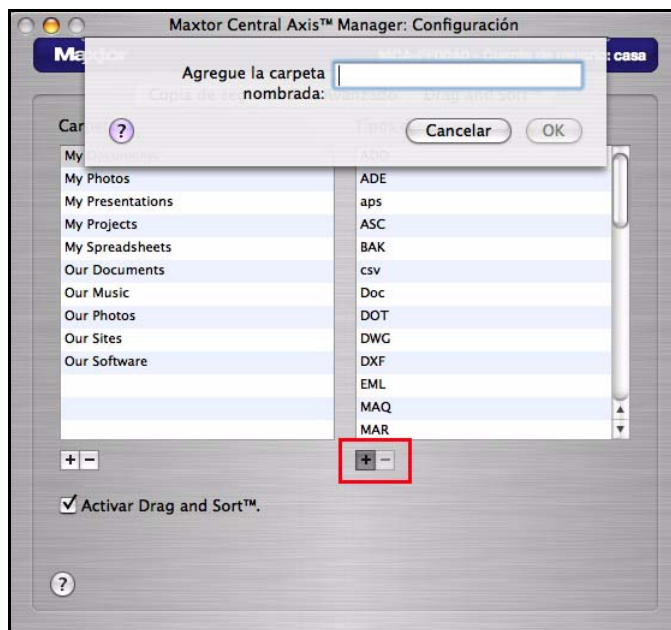 Maxtor Central Axis™ Manager: Configuración
casa
Agregue la carpeta
nombrada:
?
Cancelar
OK
My
My Photos
My Presentations
My Projects
My Spreadsheets
Our Documents
Our Music
Our Photos
Our Sites
Our Software
ADE
aps
ASC
BAK
csv
Doc
DOT
DWG
DXF
EML
MAQ
MAR
+ −
+ −
Activar Drag and Sort™.
?